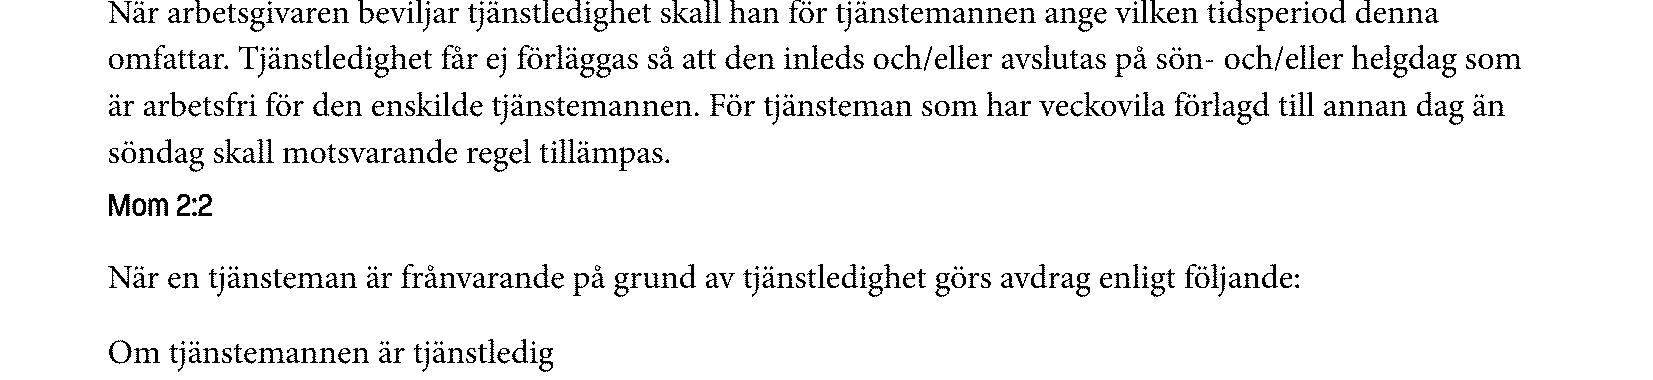 När arbetsgivaren beviljar tjänstledighet skall han för tjänstemannen ange vilken tidsperiod denna
omfattar. Tjänstledighet får ej förläggas så att den inleds och/eller avslutas på sön- och/eller helgdag som
är arbetsfri för den enskilde tjänstemannen. För tjänsteman som har veckovila förlagd till annan dag än
söndag skall motsvarande regel tillämpas.
Mom 2:2
När en tjänsteman är frånvarande på grund av tjänstledighet görs avdrag enligt följande:
Om tjänstemannen är tjänstledig